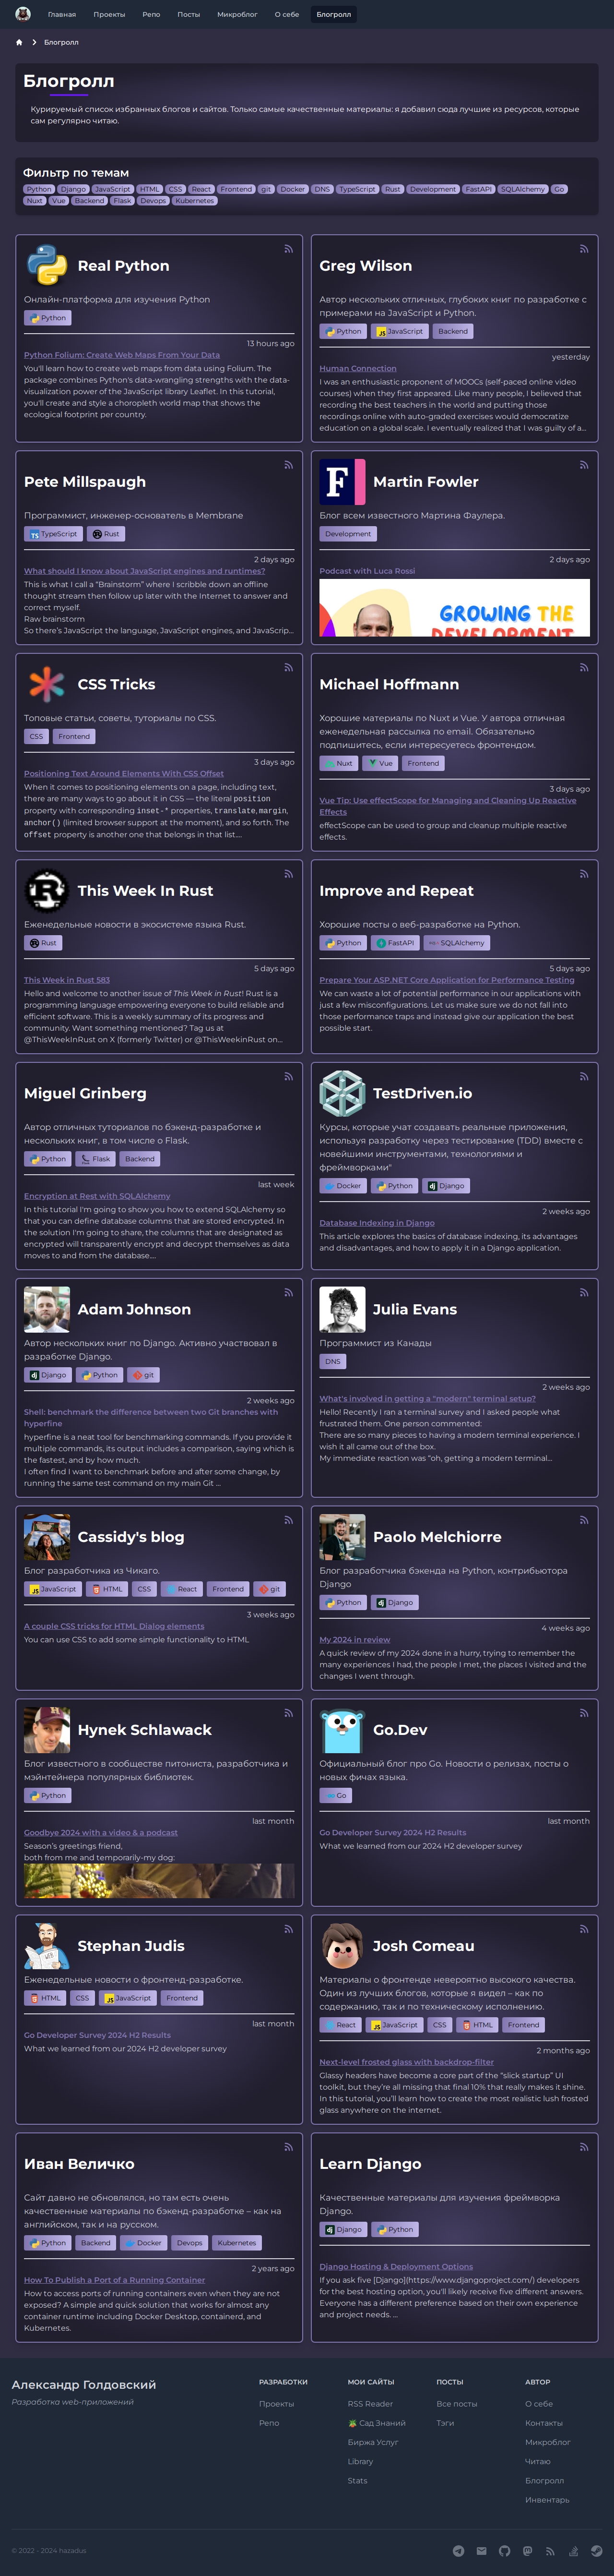 Главная Проекты Репо Посты Микроблог О себе Блогролл
Блогролл
Блогролл
Курируемый список избранных блогов и сайтов. Только самые качественные материалы: я добавил сюда лучшие из ресурсов, которые
сам регулярно читаю.
Фильтр по темам
Python Django JavaScript HTML CSS React Frontend git Docker DNS TypeScript Rust Development FastAPI SQLAlchemy Go
Nuxt Vue Backend Flask Devops Kubernetes
Real Python
Онлайн-платформа для изучения Python
Python
13 hours ago
Python Folium: Create Web Maps From Your Data
You'll learn how to create web maps from data using Folium. The
package combines Python's data-wrangling strengths with the data-
visualization power of the JavaScript library Leaflet. In this tutorial,
you'll create and style a choropleth world map that shows the
ecological footprint per country.
Greg Wilson
Автор нескольких отличных, глубоких книг по разработке с
примерами на JavaScript и Python.
Python JavaScript Backend
yesterday
Human Connection
I was an enthusiastic proponent of MOOCs (self-paced online video
courses) when they first appeared. Like many people, I believed that
recording the best teachers in the world and putting those
recordings online with auto-graded exercises would democratize
education on a global scale. I eventually realized that I was guilty of a...
Pete Millspaugh
Программист, инженер-основатель в Membrane
TypeScript Rust
2 days ago
What should I know about JavaScript engines and runtimes?
This is what I call a “Brainstorm” where I scribble down an offline
thought stream then follow up later with the Internet to answer and
correct myself.
Raw brainstorm
So there’s JavaScript the language, JavaScript engines, and JavaScrip...
Martin Fowler
Блог всем известного Мартина Фаулера.
Development
2 days ago
Podcast with Luca Rossi
GROWING THE
DEVELOPMENT
CSS Tricks
Топовые статьи, советы, туториалы по CSS.
CSS Frontend
3 days ago
Positioning Text Around Elements With CSS Offset
When it comes to positioning elements on a page, including text,
there are many ways to go about it in CSS — the literal position
property with corresponding inset-* properties, translate, margin,
anchor() (limited browser support at the moment), and so forth. The
offset property is another one that belongs in that list....
Michael Hoffmann
Хорошие материалы по Nuxt и Vue. У автора отличная
еженедельная рассылка по email. Обязательно
подпишитесь, если интересуетесь фронтендом.
Nuxt Vue Frontend
3 days ago
Vue Tip: Use effectScope for Managing and Cleaning Up Reactive
Effects
effectScope can be used to group and cleanup multiple reactive
effects.
This Week In Rust
Еженедельные новости в экосистеме языка Rust.
Rust
5 days ago
This Week in Rust 583
Hello and welcome to another issue of This Week in Rust! Rust is a
programming language empowering everyone to build reliable and
efficient software. This is a weekly summary of its progress and
community. Want something mentioned? Tag us at
@ThisWeekInRust on X (formerly Twitter) or @ThisWeekinRust on...
Improve and Repeat
Хорошие посты о веб-разработке на Python.
Python FastAPI SQLAlchemy
5 days ago
Prepare Your ASP.NET Core Application for Performance Testing
We can waste a lot of potential performance in our applications with
just a few misconfigurations. Let us make sure we do not fall into
those performance traps and instead give our application the best
possible start.
Miguel Grinberg
Автор отличных туториалов по бэкенд-разработке и
нескольких книг, в том числе о Flask.
Python Flask Backend
last week
Encryption at Rest with SQLAlchemy
In this tutorial I'm going to show you how to extend SQLAlchemy so
that you can define database columns that are stored encrypted. In
the solution I'm going to share, the columns that are designated as
encrypted will transparently encrypt and decrypt themselves as data
moves to and from the database....
TestDriven.io
Курсы, которые учат создавать реальные приложения,
используя разработку через тестирование (TDD) вместе с
новейшими инструментами, технологиями и
фреймворками"
Docker Python Django
2 weeks ago
Database Indexing in Django
This article explores the basics of database indexing, its advantages
and disadvantages, and how to apply it in a Django application.
Adam Johnson
Автор нескольких книг по Django. Активно участвовал в
разработке Django.
Django Python git
2 weeks ago
Shell: benchmark the difference between two Git branches with
hyperfine
hyperfine is a neat tool for benchmarking commands. If you provide it
multiple commands, its output includes a comparison, saying which is
the fastest, and by how much.
I often find I want to benchmark before and after some change, by
running the same test command on my main Git ...
Julia Evans
Программист из Канады
DNS
2 weeks ago
What's involved in getting a "modern" terminal setup?
Hello! Recently I ran a terminal survey and I asked people what
frustrated them. One person commented:
There are so many pieces to having a modern terminal experience. I
wish it all came out of the box.
My immediate reaction was “oh, getting a modern terminal...
Cassidy's blog
Блог разработчика из Чикаго.
JavaScript HTML CSS React Frontend git
3 weeks ago
A couple CSS tricks for HTML Dialog elements
You can use CSS to add some simple functionality to HTML
Paolo Melchiorre
Блог разработчика бэкенда на Python, контрибьютора
Django
Python Django
4 weeks ago
My 2024 in review
A quick review of my 2024 done in a hurry, trying to remember the
many experiences I had, the people I met, the places I visited and the
changes I went through.
Hynek Schlawack
Блог известного в сообществе питониста, разработчика и
мэйнтейнера популярных библиотек.
Python
last month
Goodbye 2024 with a video & a podcast
Season’s greetings friend,
both from me and temporarily-my dog:
Go.Dev
Официальный блог про Go. Новости о релизах, посты о
новых фичах языка.
Go
last month
Go Developer Survey 2024 H2 Results
What we learned from our 2024 H2 developer survey
Stephan Judis
Еженедельные новости о фронтенд-разработке.
HTML CSS JavaScript Frontend
last month
Go Developer Survey 2024 H2 Results
What we learned from our 2024 H2 developer survey
Josh Comeau
Материалы о фронтенде невероятно высокого качества.
Один из лучших блогов, которые я видел – как по
содержанию, так и по техническому исполнению.
React JavaScript CSS HTML Frontend
2 months ago
Next-level frosted glass with backdrop-filter
Glassy headers have become a core part of the “slick startup” UI
toolkit, but they’re all missing that final 10% that really makes it shine.
In this tutorial, you’ll learn how to create the most realistic lush frosted
glass anywhere on the internet.
Иван Величко
Сайт давно не обновлялся, но там есть очень
качественные материалы по бэкенд-разработке – как на
английском, так и на русском.
Python Backend Docker Devops Kubernetes
2 years ago
How To Publish a Port of a Running Container
How to access ports of running containers even when they are not
exposed? A simple and quick solution that works for almost any
container runtime including Docker Desktop, containerd, and
Kubernetes.
Learn Django
Качественные материалы для изучения фреймворка
Django.
Django Python
Django Hosting & Deployment Options
If you ask five [Django](https://www.djangoproject.com/) developers
for the best hosting option, you'll likely receive five different answers.
Everyone has a different preference based on their own experience
and project needs. ...
Александр Голдовский
Разработка web-приложений
РАЗРАБОТКИ
Проекты
Репо
МОИ САЙТЫ
RSS Reader
Сад Знаний
Биржа Услуг
Library
Stats
ПОСТЫ
Все посты
Тэги
АВТОР
О себе
Контакты
Микроблог
Читаю
Блогролл
Инвентарь
© 2022 - 2024 hazadus